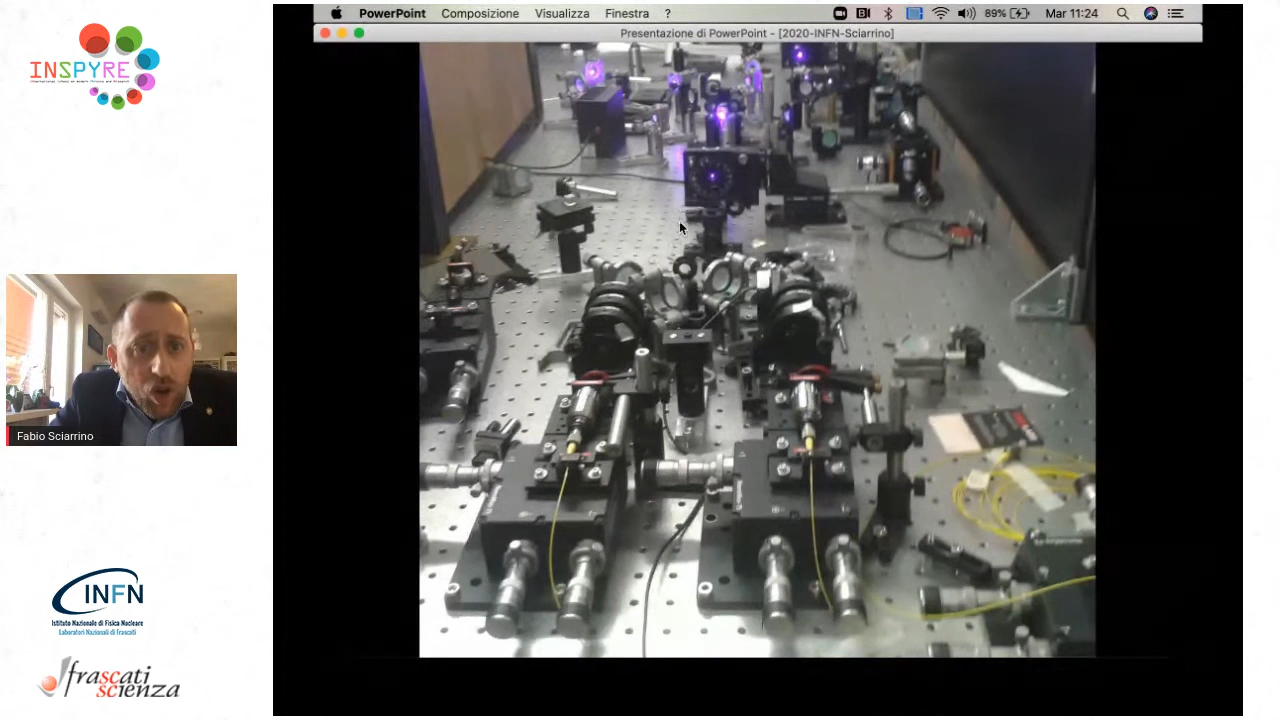 PowerPoint Composizione Visualizza Finestra ? 89% Mar 11:24
Presentazione di PowerPoint - [2020-INFN-Sciarrino]
INSPYRE
Fabio Sciarrino
INFN
Istituto Nazionale di Fisica Nucleare
Laboratori Nazionali di Frascati
frascati
scienza